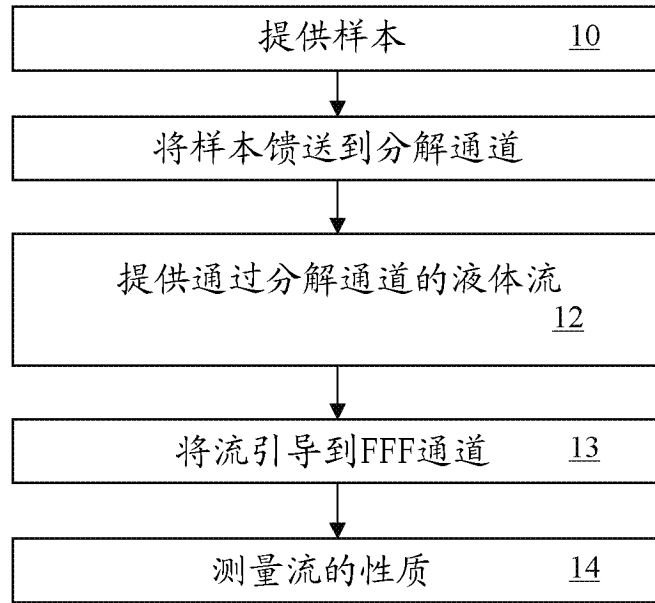 提供样本 10
将样本馈送到分解通道
提供通过分解通道的液体流
12
将流引导到FFF通道 13
测量流的性质 14